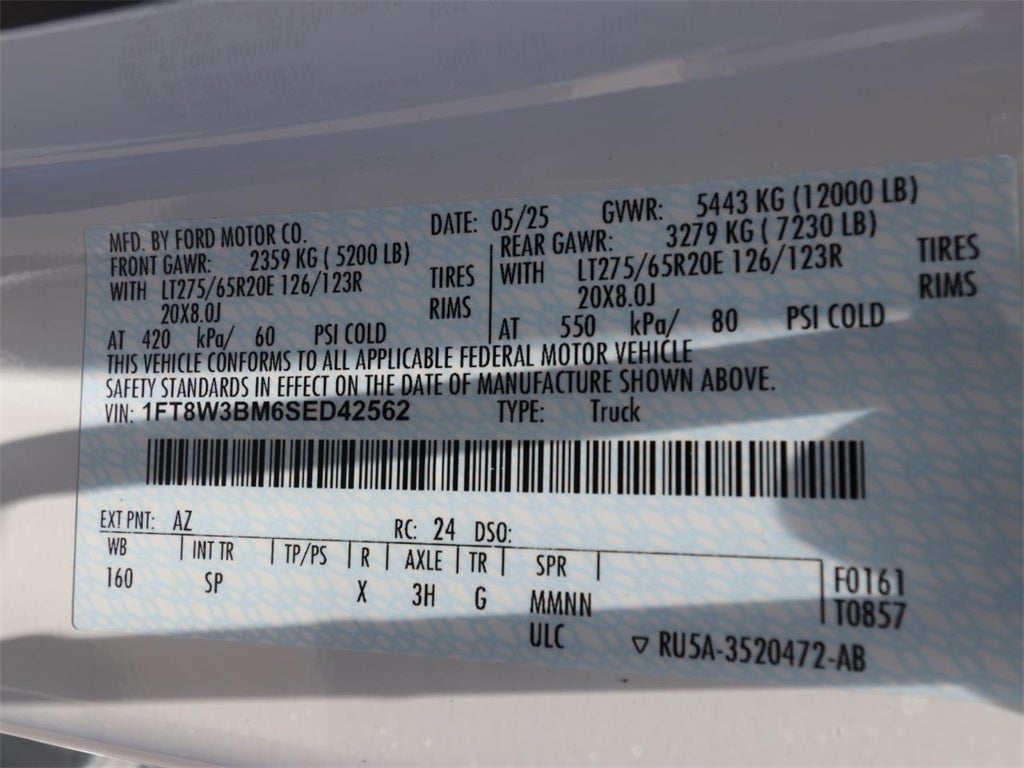 MFD. BY FORD MOTOR CO. DATE: 05/25 GVWR: 5443 KG (12000 LB)
FRONT GAWR: 2359 KG ( 5200 LB) REAR GAWR: 3279 KG ( 7230 LB)
WITH LT275/65R20E 126/123R TIRES WITH LT275/65R20E 126/123R TIRES
20X8.0J RIMS 20X8.0J RIMS
AT 420 kPa/ 60 PSI COLD AT 550 kPa/ 80 PSI COLD
THIS VEHICLE CONFORMS TO ALL APPLICABLE FEDERAL MOTOR VEHICLE
SAFETY STANDARDS IN EFFECT ON THE DATE OF MANUFACTURE SHOWN ABOVE.
VIN: 1FT8W3BM6SED42562 TYPE: Truck
EXT PNT: AZ RC: 24 DSO:
WB INT TR TP/PS R AXLE TR SPR
160 SP X 3H G MMNN
ULC
F0161
T0857
RU5A-3520472-AB